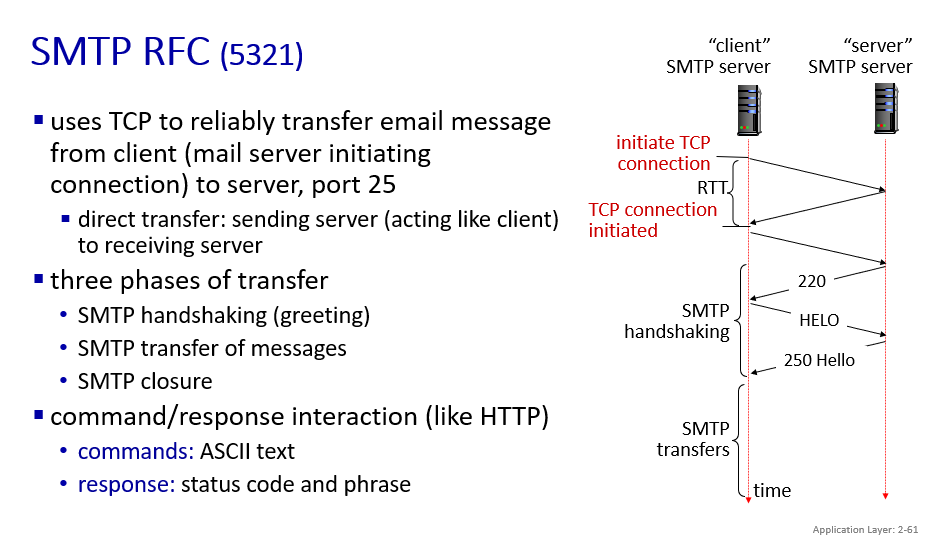 SMTP RFC (5321)
uses TCP to reliably transfer email message
from client (mail server initiating
connection) to server, port 25
direct transfer: sending server (acting like client)
to receiving server
three phases of transfer
SMTP handshaking (greeting)
SMTP transfer of messages
SMTP closure
command/response interaction (like HTTP)
commands: ASCII text
response: status code and phrase
“client”
SMTP server
“server”
SMTP server
initiate TCP
connection
RTT
TCP connection
initiated
220
SMTP
handshaking
HELO
250 Hello
SMTP
transfers
time
Application Layer: 2-61